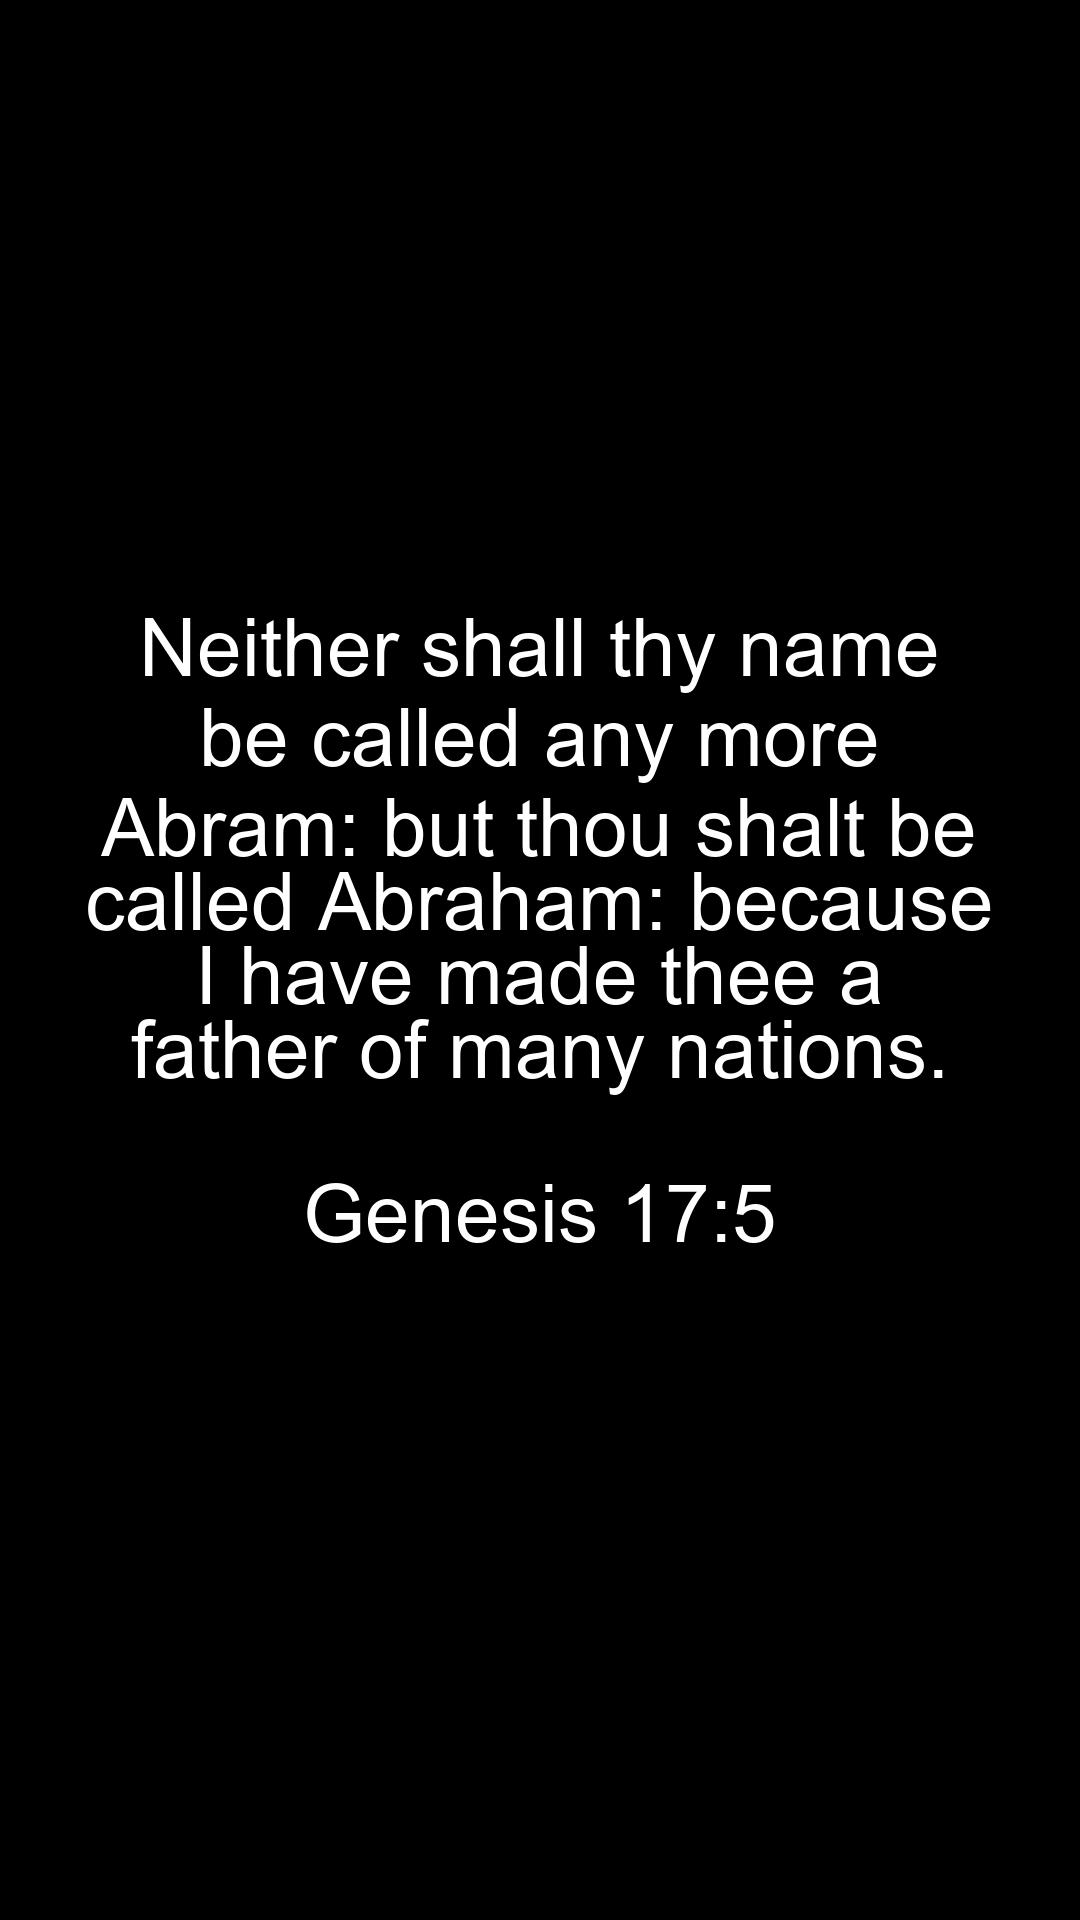 Neither shall thy name
be called any more
Abram: but thou shalt be
called Abraham: because
I have made thee a
father of many nations.
Genesis 17:5